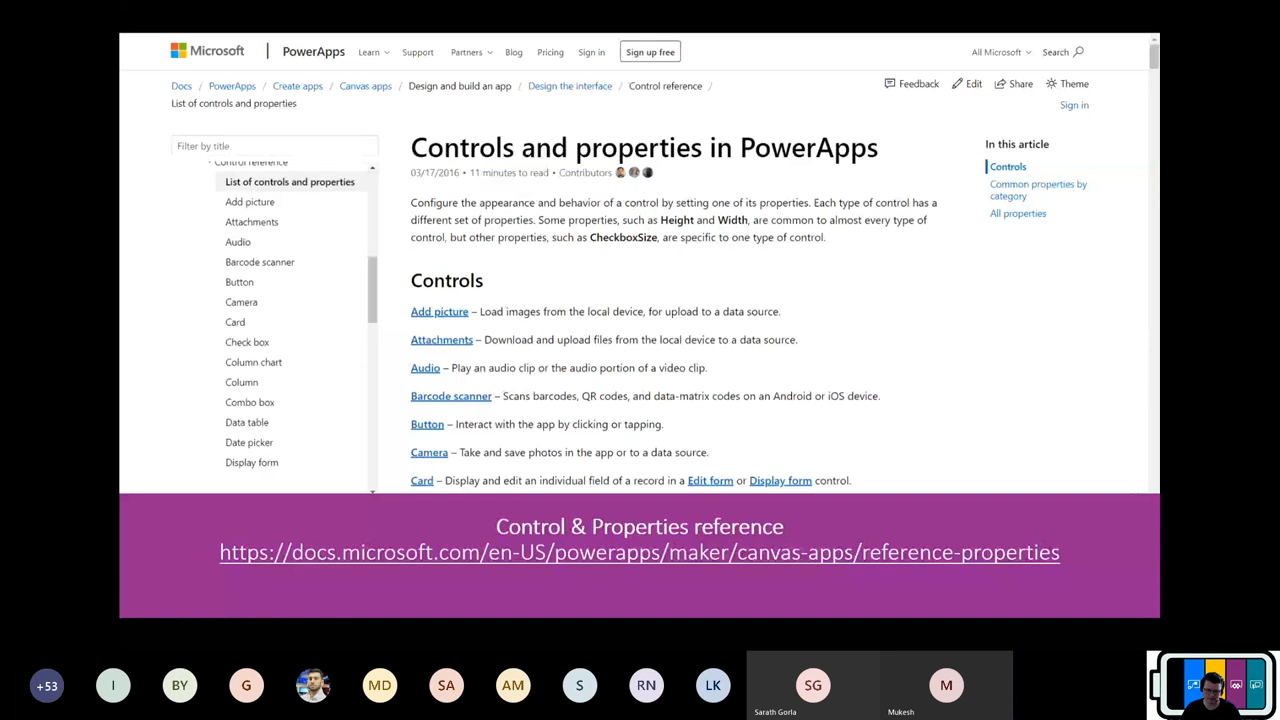 Microsoft
PowerApps
Learn
Support
Partners
Blog
Pricing
Sign in
Sign up free
All Microsoft
Search
Docs / PowerApps / Create apps / Canvas apps / Design and build an app / Design the interface / Control reference /
List of controls and properties
Feedback
Edit
Share
Theme
Sign in
Filter by title
Control reference
List of controls and properties
Add picture
Attachments
Audio
Barcode scanner
Button
Camera
Card
Check box
Column chart
Column
Combo box
Data table
Date picker
Display form
Controls and properties in PowerApps
03/17/2016 • 11 minutes to read • Contributors
Configure the appearance and behavior of a control by setting one of its properties. Each type of control has a
different set of properties. Some properties, such as Height and Width, are common to almost every type of
control, but other properties, such as CheckboxSize, are specific to one type of control.
Controls
Add picture – Load images from the local device, for upload to a data source.
Attachments – Download and upload files from the local device to a data source.
Audio – Play an audio clip or the audio portion of a video clip.
Barcode scanner – Scans barcodes, QR codes, and data-matrix codes on an Android or iOS device.
Button – Interact with the app by clicking or tapping.
Camera – Take and save photos in the app or to a data source.
Card – Display and edit an individual field of a record in a Edit form or Display form control.
In this article
Controls
Common properties by
category
All properties
Control & Properties reference
https://docs.microsoft.com/en-US/powerapps/maker/canvas-apps/reference-properties
+53
I
BY
G
MD
SA
AM
S
RN
LK
SG
Sarath Gorla
M
Mukesh